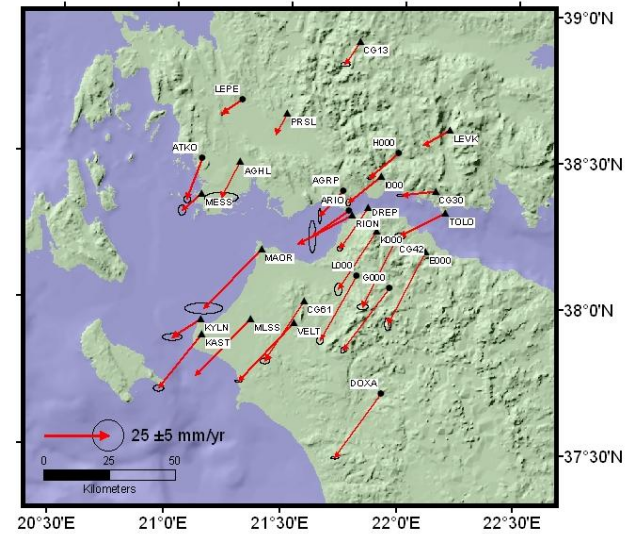 39°0'N
CG13
LEPE
PRSL
LEVK
38°30'N
ATKO
H000
AGHL
AGRP
I000
MESS
ARIO
CG30
DREP
TOLO
RION
K000
MAOR
CG42
E000
L000
G000
38°0'N
CG61
KYLN
MLSS
VELT
KAST
DOXA
25 ±5 mm/yr
0 25 50
Kilometers
37°30'N
20°30'E 21°0'E 21°30'E 22°0'E 22°30'E